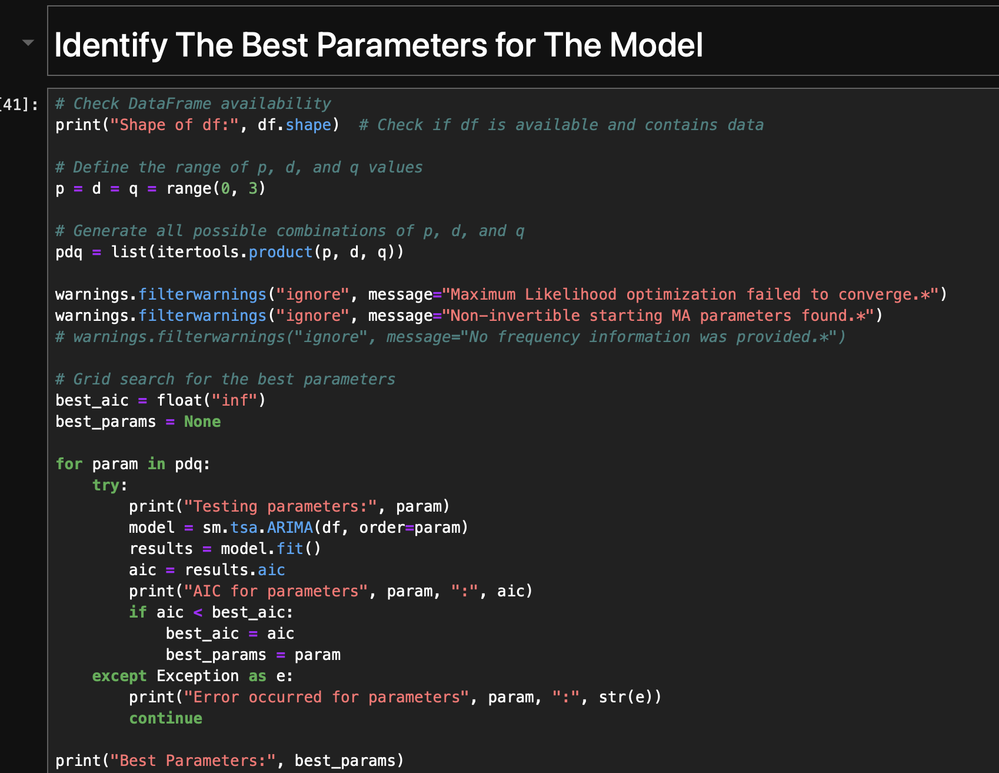 Identify The Best Parameters for The Model
[41]:
# Check DataFrame availability
print("Shape of df:", df.shape)  # Check if df is available and contains data
# Define the range of p, d, and q values
p = d = q = range(0, 3)
# Generate all possible combinations of p, d, and q
pdq = list(itertools.product(p, d, q))
warnings.filterwarnings("ignore", message="Maximum Likelihood optimization failed to converge.*")
warnings.filterwarnings("ignore", message="Non-invertible starting MA parameters found.*")
# warnings.filterwarnings("ignore", message="No frequency information was provided.*")
# Grid search for the best parameters
best_aic = float("inf")
best_params = None
for param in pdq:
    try:
        print("Testing parameters:", param)
        model = sm.tsa.ARIMA(df, order=param)
        results = model.fit()
        aic = results.aic
        print("AIC for parameters", param, ":", aic)
        if aic < best_aic:
            best_aic = aic
            best_params = param
    except Exception as e:
        print("Error occurred for parameters", param, ":", str(e))
        continue
print("Best Parameters:", best_params)